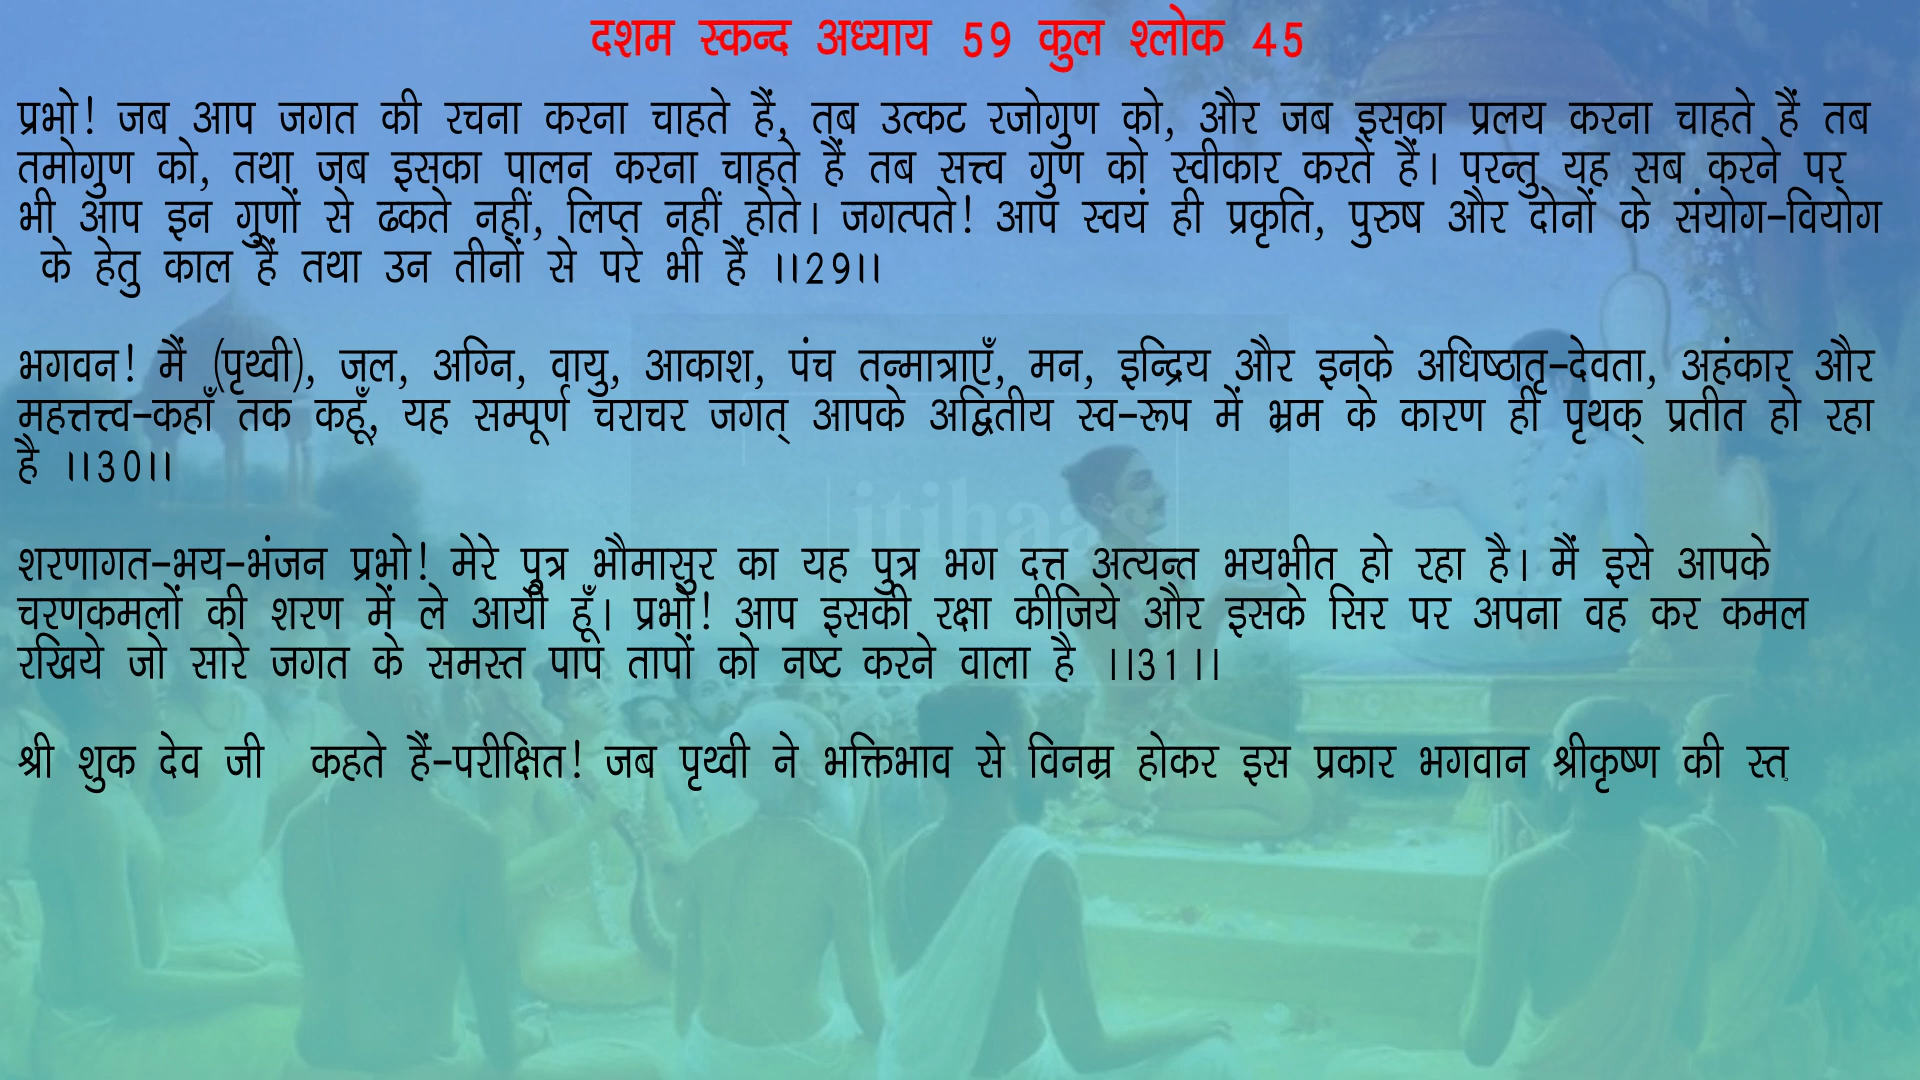 दशम स्कन्द अध्याय 59 कुल श्लोक 45
प्रभो! जब आप जगत की रचना करना चाहते हैं, तब उत्कट रजोगुण को, और जब इसका प्रलय करना चाहते हैं तब
तमोगुण को, तथा जब इसका पालन करना चाहते हैं तब सत्त्व गुण को स्वीकार करते हैं। परन्तु यह सब करने पर
भी आप इन गुणों से ढकते नहीं, लिप्त नहीं होते। जगत्पते! आप स्वयं ही प्रकृति, पुरुष और दोनों के संयोग-वियोग
के हेतु काल हैं तथा उन तीनों से परे भी हैं ।।29।।
भगवन! मैं (पृथ्वी), जल, अग्नि, वायु, आकाश, पंच तन्मात्राएँ, मन, इन्द्रिय और इनके अधिष्ठातृ-देवता, अहंकार और
महत्तत्त्व-कहाँ तक कहूँ, यह सम्पूर्ण चराचर जगत् आपके अद्वितीय स्व-रूप में भ्रम के कारण ही पृथक् प्रतीत हो रहा
है ।।30।।
शरणागत-भय-भंजन प्रभो! मेरे पुत्र भौमासुर का यह पुत्र भग दत्त अत्यन्त भयभीत हो रहा है। मैं इसे आपके
चरणकमलों की शरण में ले आयी हूँ। प्रभो! आप इसकी रक्षा कीजिये और इसके सिर पर अपना वह कर कमल
रखिये जो सारे जगत के समस्त पाप तापों को नष्ट करने वाला है ।।31।।
श्री शुक देव जी कहते हैं-परीक्षित! जब पृथ्वी ने भक्तिभाव से विनम्र होकर इस प्रकार भगवान श्रीकृष्ण की स्त
itihaas